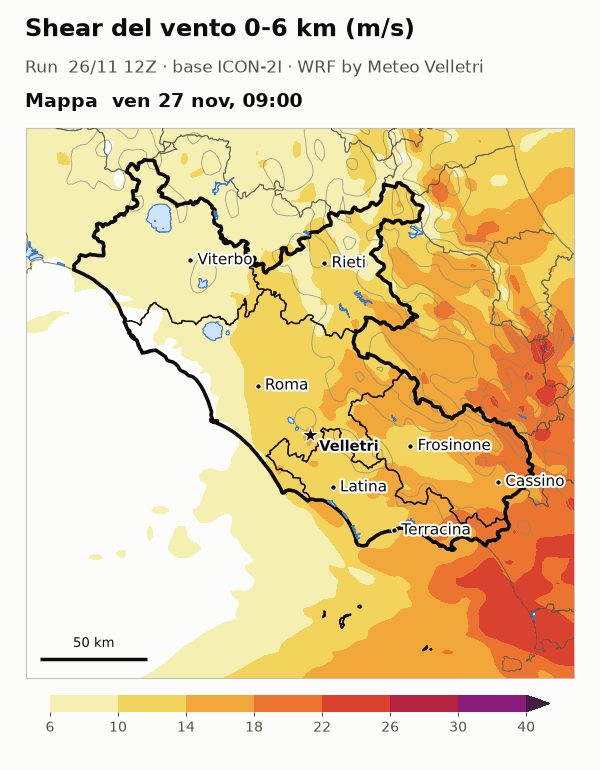 Shear del vento 0-6 km (m/s)
Run  26/11 12Z · base ICON-2I · WRF by Meteo Velletri
Mappa  ven 27 nov, 09:00
Viterbo
Rieti
Roma
Velletri
Frosinone
Cassino
Latina
Terracina
50 km
6 10 14 18 22 26 30 40